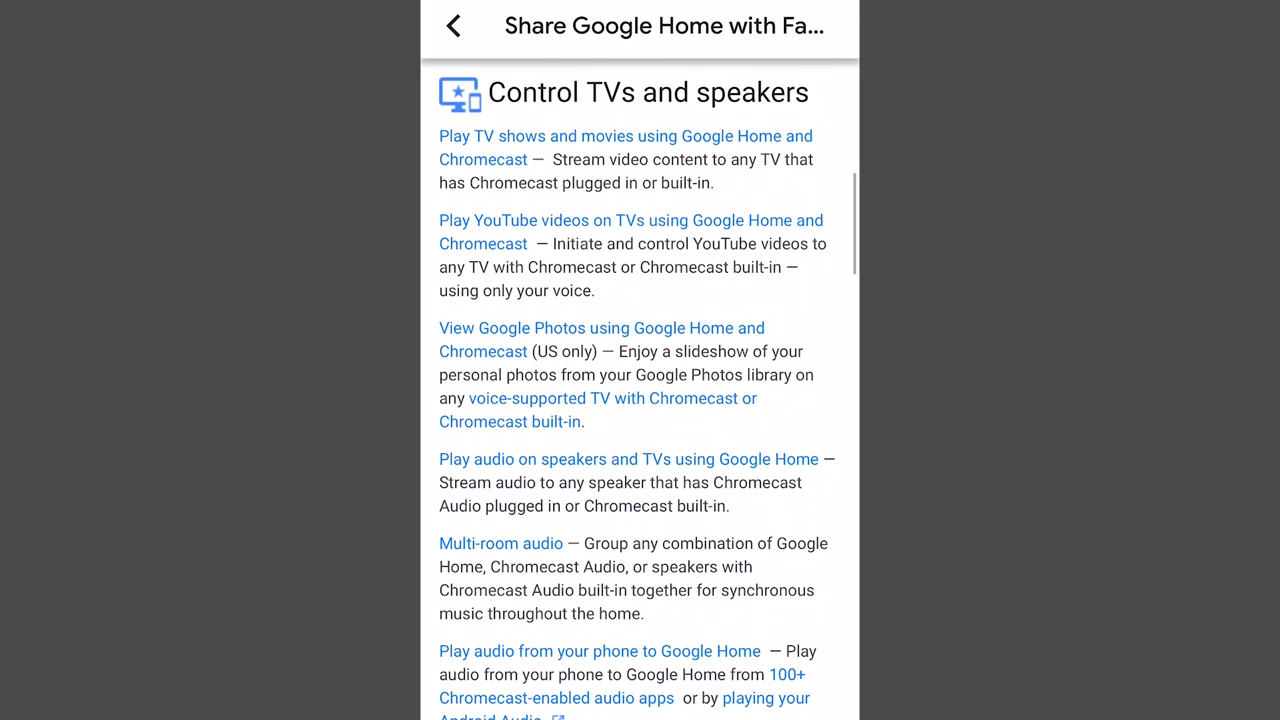 Share Google Home with Fa...
Control TVs and speakers
Play TV shows and movies using Google Home and
Chromecast — Stream video content to any TV that
has Chromecast plugged in or built-in.
Play YouTube videos on TVs using Google Home and
Chromecast — Initiate and control YouTube videos to
any TV with Chromecast or Chromecast built-in —
using only your voice.
View Google Photos using Google Home and
Chromecast (US only) — Enjoy a slideshow of your
personal photos from your Google Photos library on
any voice-supported TV with Chromecast or
Chromecast built-in.
Play audio on speakers and TVs using Google Home —
Stream audio to any speaker that has Chromecast
Audio plugged in or Chromecast built-in.
Multi-room audio — Group any combination of Google
Home, Chromecast Audio, or speakers with
Chromecast Audio built-in together for synchronous
music throughout the home.
Play audio from your phone to Google Home — Play
audio from your phone to Google Home from 100+
Chromecast-enabled audio apps or by playing your
Android Audio